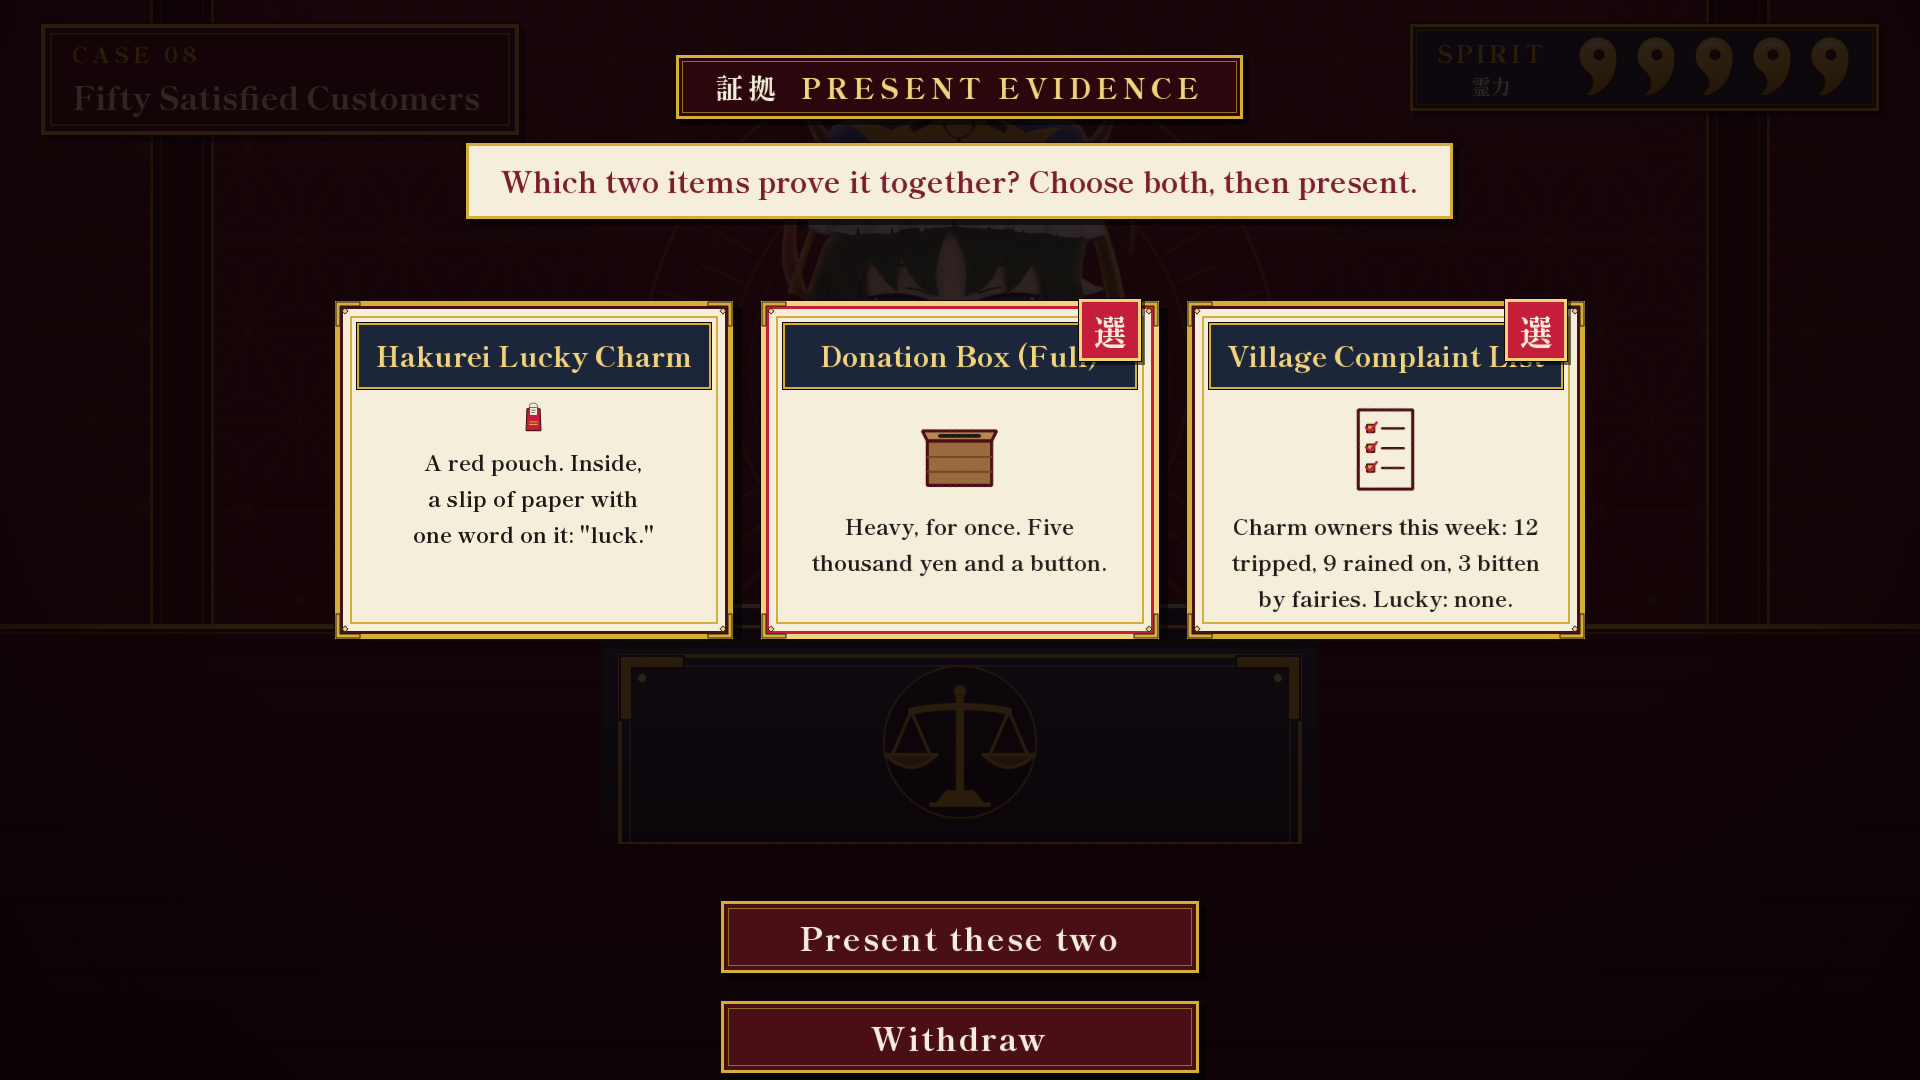 CASE 08
Fifty Satisfied Customers
証拠 PRESENT EVIDENCE
SPIRIT
霊力
Which two items prove it together? Choose both, then present.
Hakurei Lucky Charm
A red pouch. Inside,
a slip of paper with
one word on it: "luck."
選
Donation Box (Full)
Heavy, for once. Five
thousand yen and a button.
選
Village Complaint List
Charm owners this week: 12
tripped, 9 rained on, 3 bitten
by fairies. Lucky: none.
Present these two
Withdraw